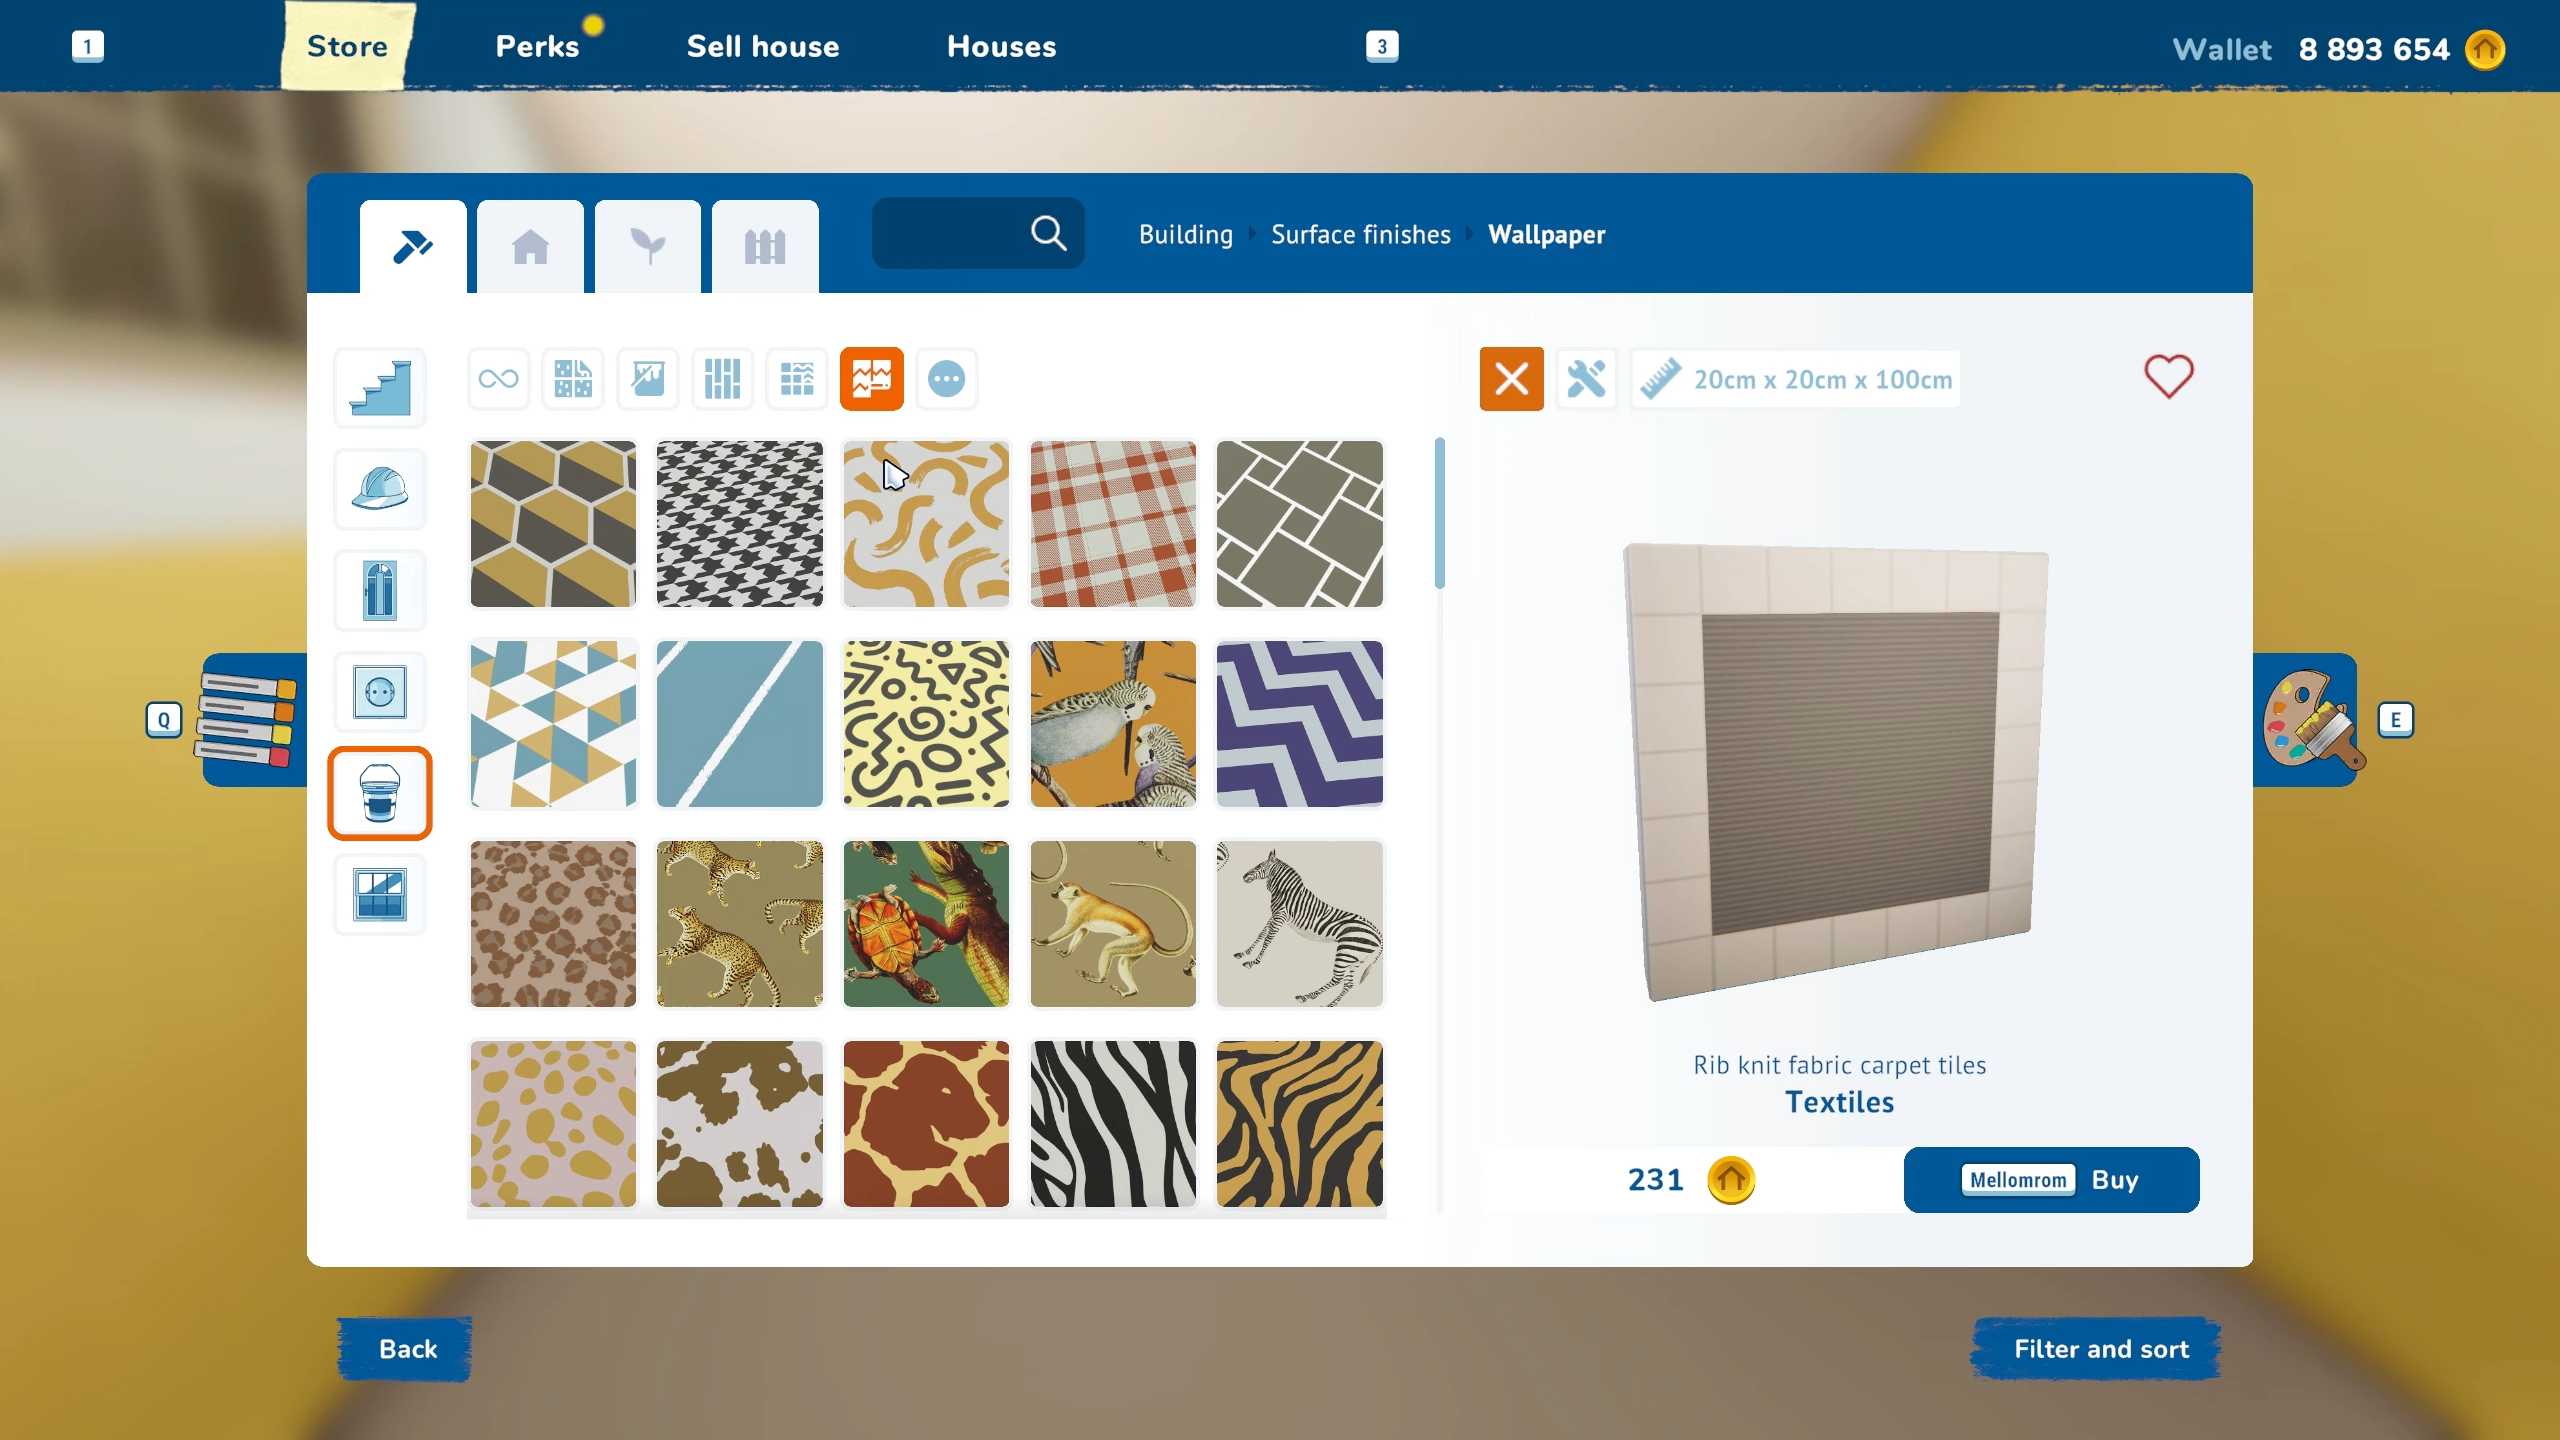 1 Store Perks Sell house Houses 3 Wallet 8 893 654
Building Surface finishes Wallpaper
20cm x 20cm x 100cm
Q
E
Rib knit fabric carpet tiles
Textiles
231 Mellomrom Buy
Back Filter and sort